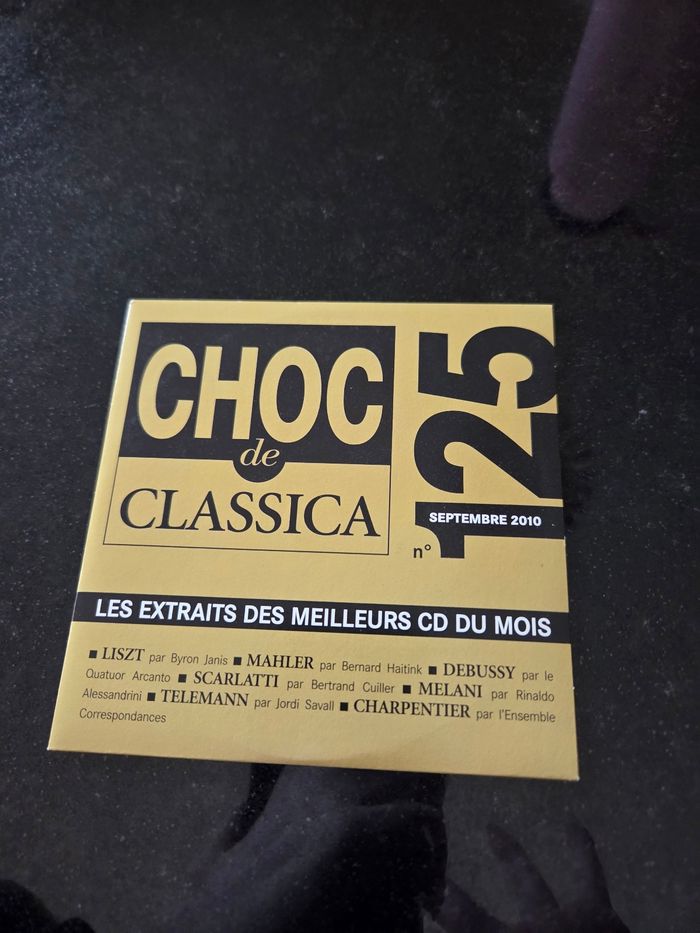 CHOC
de
CLASSICA
n° 125
SEPTEMBRE 2010
LES EXTRAITS DES MEILLEURS CD DU MOIS
■ LISZT par Byron Janis ■ MAHLER par Bernard Haitink ■ DEBUSSY par le
Quatuor Arcanto ■ SCARLATTI par Bertrand Cuiller ■ MELANI par Rinaldo
Alessandrini ■ TELEMANN par Jordi Savall ■ CHARPENTIER par l'Ensemble
Correspondances